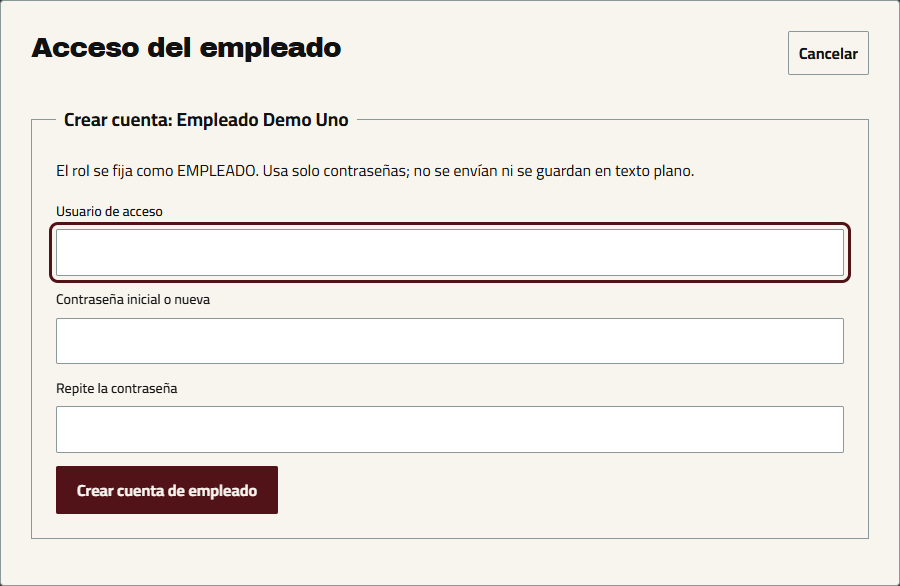 Acceso del empleado
Cancelar
Crear cuenta: Empleado Demo Uno
El rol se fija como EMPLEADO. Usa solo contraseñas; no se envían ni se guardan en texto plano.
Usuario de acceso
Contraseña inicial o nueva
Repite la contraseña
Crear cuenta de empleado